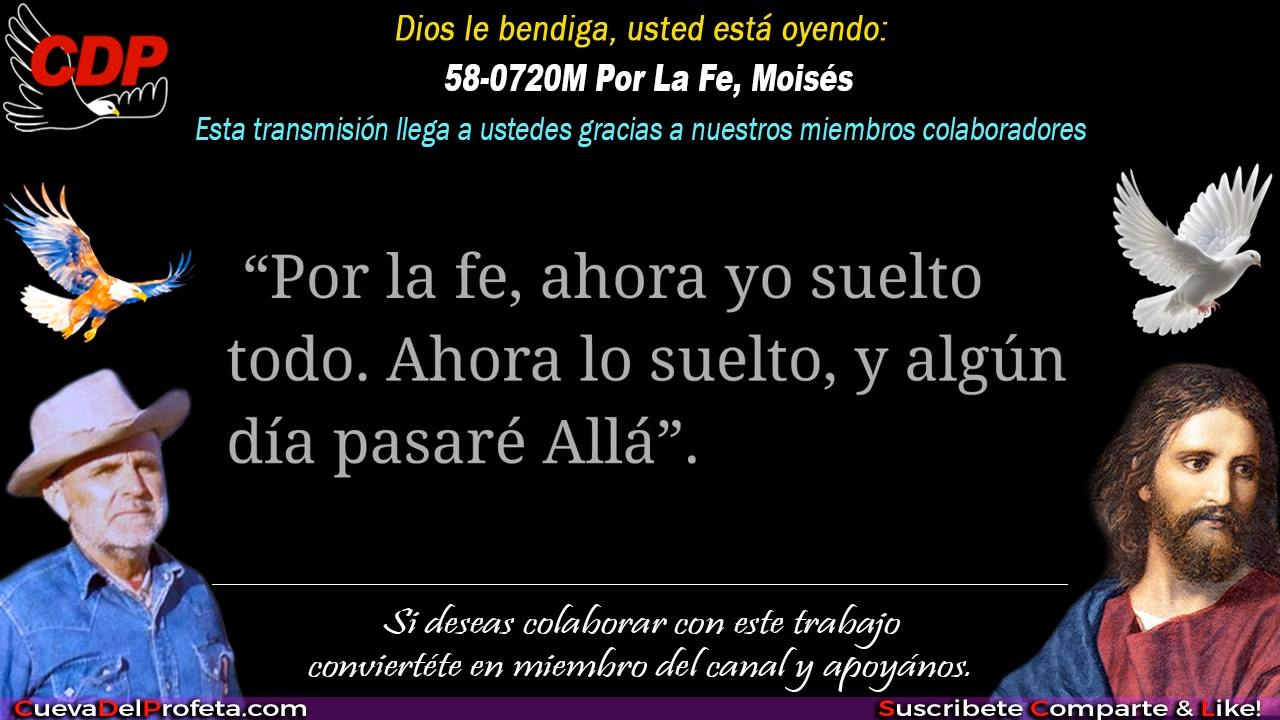 CDP
Dios le bendiga, usted está oyendo:
58-0720M Por La Fe, Moisés
Esta transmisión llega a ustedes gracias a nuestros miembros colaboradores
“Por la fe, ahora yo suelto
todo. Ahora lo suelto, y algún
día pasaré Allá”.
Si deseas colaborar con este trabajo
conviertéte en miembro del canal y apoyános.
CuevaDelProfeta.com
Suscribete Comparte & Like!